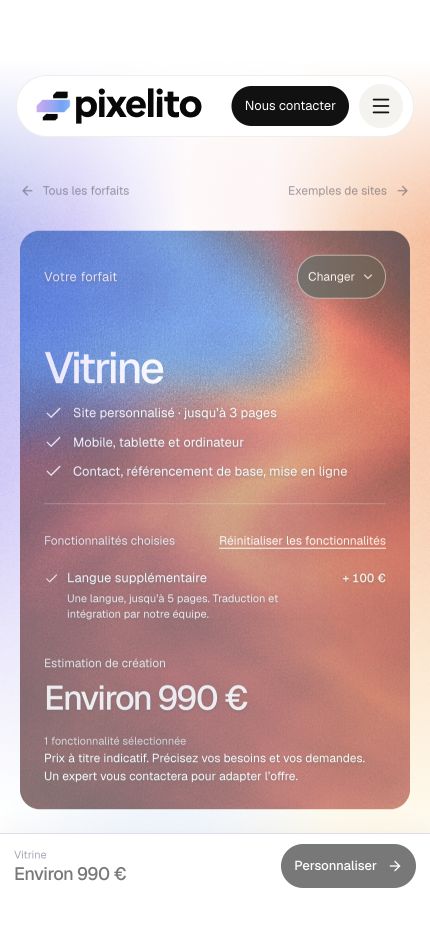 pixelito
Nous contacter
Tous les forfaits
Exemples de sites
Votre forfait
Changer
Vitrine
Site personnalisé · jusqu'à 3 pages
Mobile, tablette et ordinateur
Contact, référencement de base, mise en ligne
Fonctionnalités choisies
Réinitialiser les fonctionnalités
Langue supplémentaire
+ 100 €
Une langue, jusqu'à 5 pages. Traduction et
intégration par notre équipe.
Estimation de création
Environ 990 €
1 fonctionnalité sélectionnée
Prix à titre indicatif. Précisez vos besoins et vos demandes.
Un expert vous contactera pour adapter l'offre.
Vitrine
Environ 990 €
Personnaliser